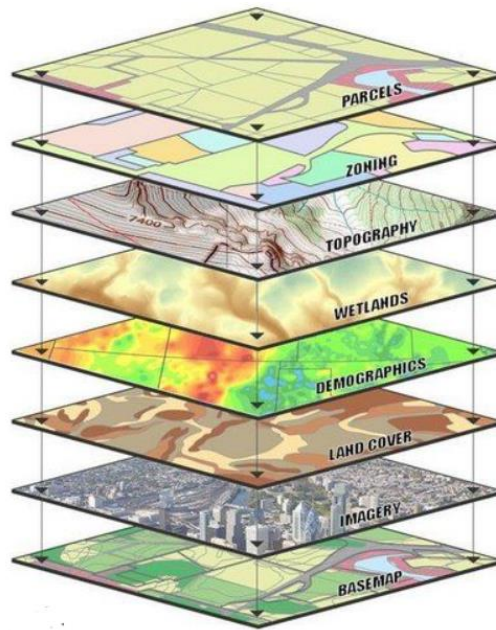 PARCELS
ZONING
7400
TOPOGRAPHY
WETLANDS
DEMOGRAPHICS
LAND COVER
IMAGERY
BASEMAP